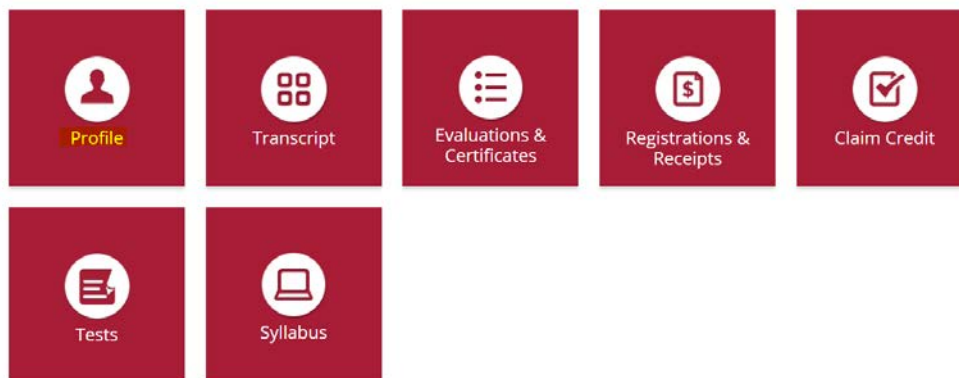 Profile
Transcript
Evaluations &
Certificates
Registrations &
Receipts
Claim Credit
Tests
Syllabus